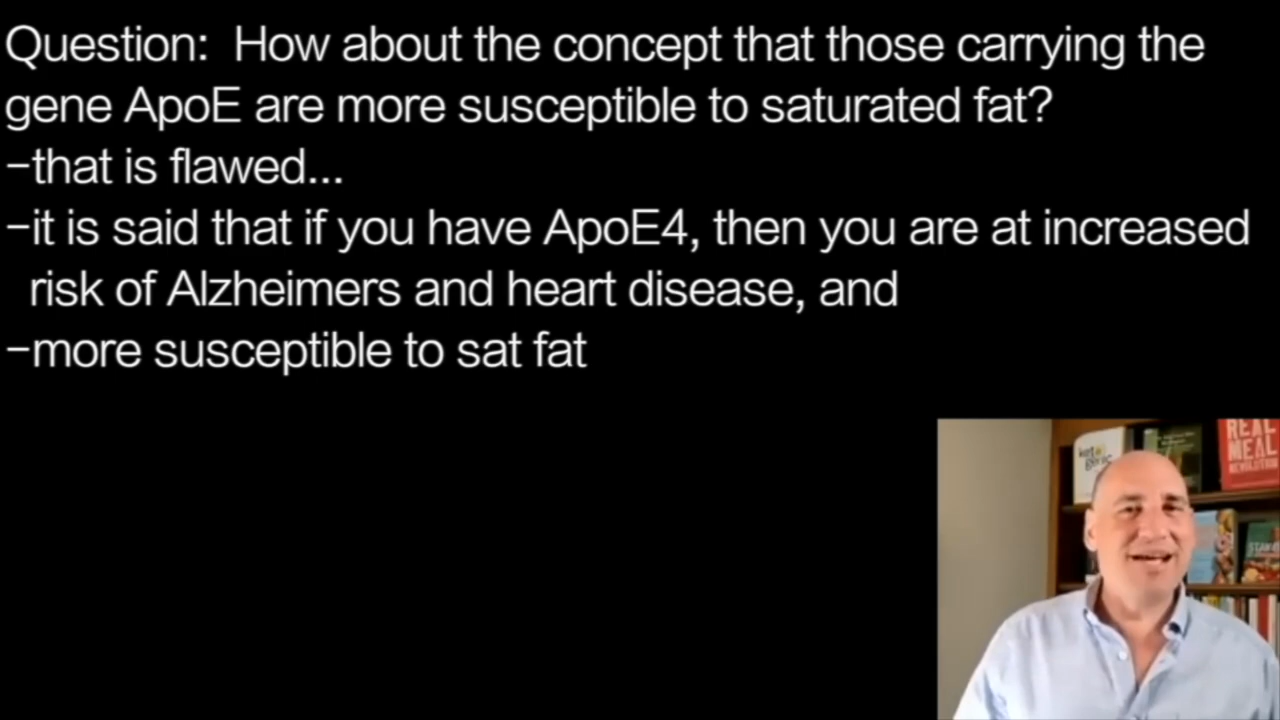 Question: How about the concept that those carrying the
gene ApoE are more susceptible to saturated fat?
−that is flawed...
−it is said that if you have ApoE4, then you are at increased
risk of Alzheimers and heart disease, and
−more susceptible to sat fat
REAL
MEAL
REVOLUTION